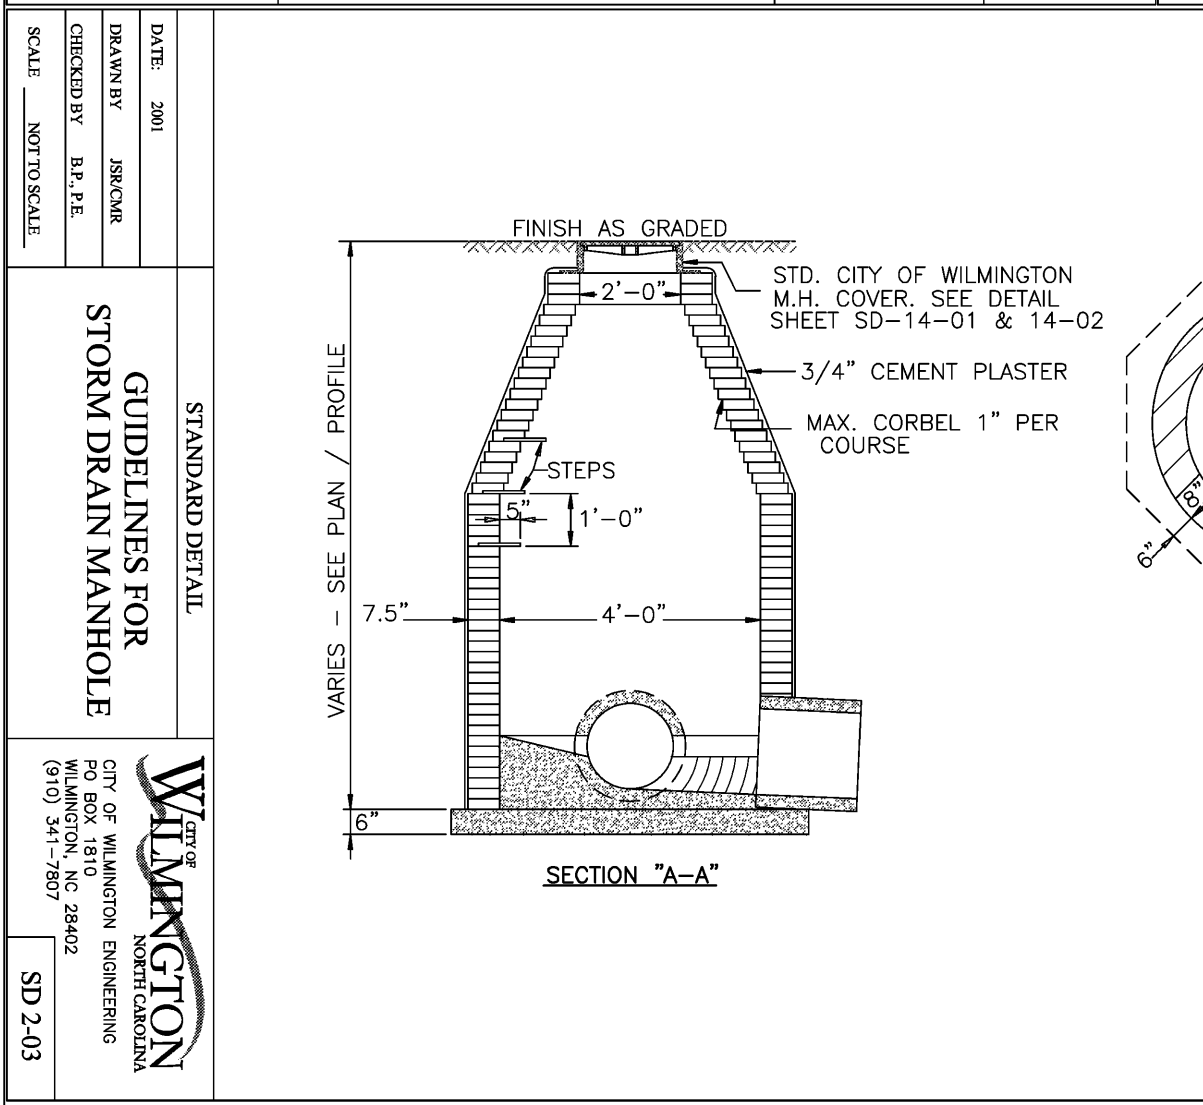 FINISH AS GRADED
STD. CITY OF WILMINGTON
M.H. COVER. SEE DETAIL
SHEET SD-14-01 & 14-02
2'-0"
3/4" CEMENT PLASTER
MAX. CORBEL 1" PER
COURSE
STEPS
5"
1'-0"
7.5"
4'-0"
VARIES - SEE PLAN / PROFILE
6"
SECTION "A-A"
8"
6"
DATE: 2001
DRAWN BY JSR/CMR
CHECKED BY B.P., P.E.
SCALE NOT TO SCALE
STANDARD DETAIL
GUIDELINES FOR
STORM DRAIN MANHOLE
CITY OF
WILMINGTON
NORTH CAROLINA
CITY OF WILMINGTON ENGINEERING
PO BOX 1810
WILMINGTON, NC 28402
(910) 341-7807
SD 2-03